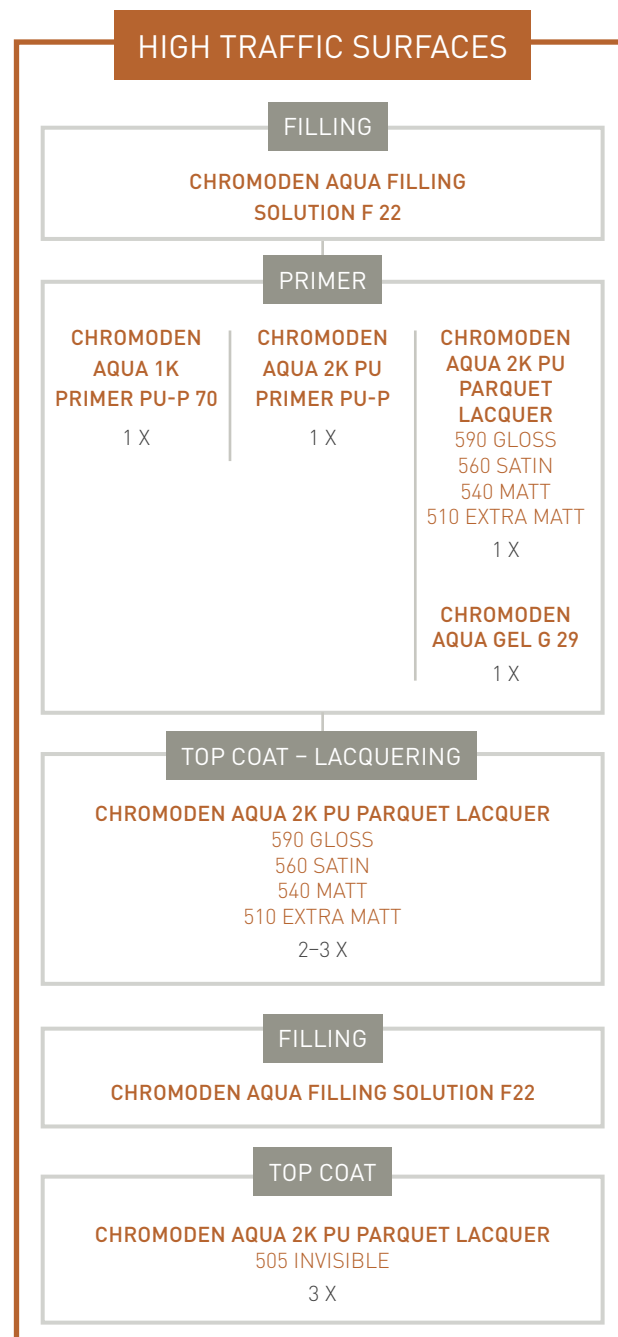 HIGH TRAFFIC SURFACES
FILLING
CHROMODEN AQUA FILLING
SOLUTION F 22
PRIMER
CHROMODEN
AQUA 1K
PRIMER PU-P 70
1 X
CHROMODEN
AQUA 2K PU
PRIMER PU-P
1 X
CHROMODEN
AQUA 2K PU
PARQUET
LACQUER
590 GLOSS
560 SATIN
540 MATT
510 EXTRA MATT
1 X
CHROMODEN
AQUA GEL G 29
1 X
TOP COAT – LACQUERING
CHROMODEN AQUA 2K PU PARQUET LACQUER
590 GLOSS
560 SATIN
540 MATT
510 EXTRA MATT
2–3 X
FILLING
CHROMODEN AQUA FILLING SOLUTION F22
TOP COAT
CHROMODEN AQUA 2K PU PARQUET LACQUER
505 INVISIBLE
3 X